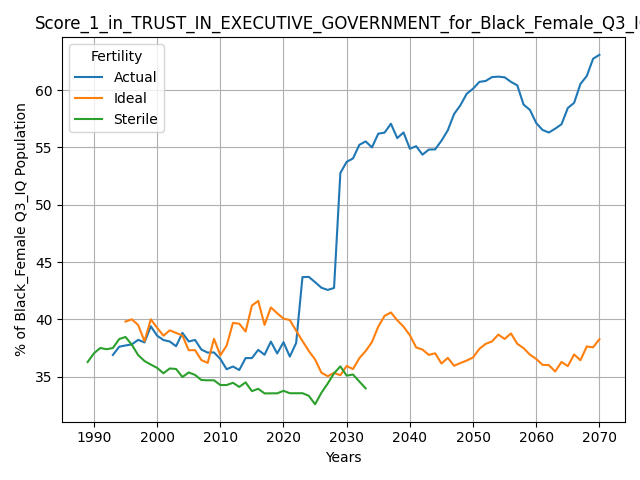 Score_1_in_TRUST_IN_EXECUTIVE_GOVERNMENT_for_Black_Female_Q3_I
Fertility
Actual
Ideal
Sterile
% of Black_Female Q3_IQ Population
60
55
50
45
40
35
1990 2000 2010 2020 2030 2040 2050 2060 2070
Years